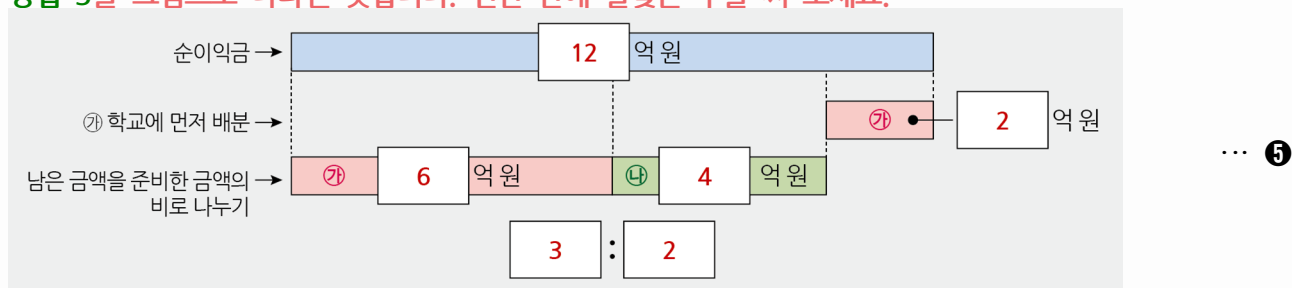 순이익금 → 12 억 원
㉮ 학교에 먼저 배분 → ㉮ 2 억 원
… ❺
남은 금액을 준비한 금액의 → ㉮ 6 억 원 ㉯ 4 억 원
비로 나누기
3 : 2